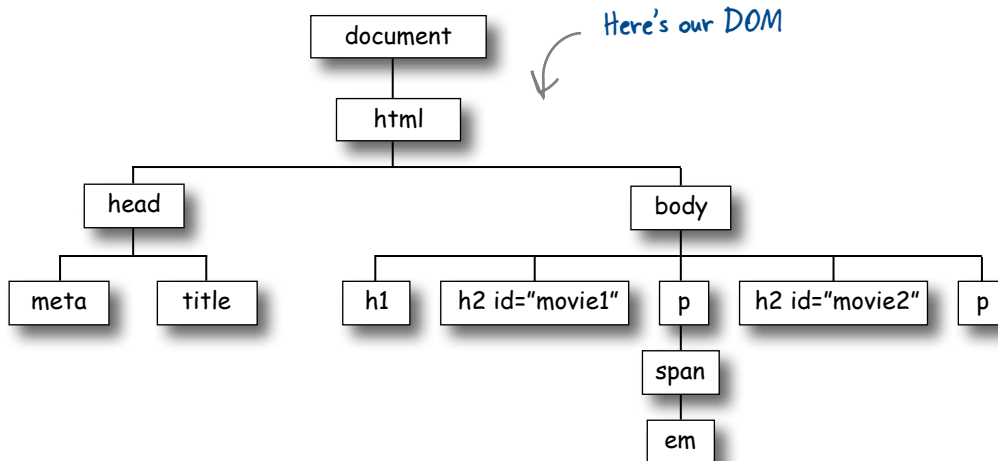 document
Here's our DOM
html
head
body
meta
title
h1
h2 id="movie1"
p
h2 id="movie2"
p
span
em